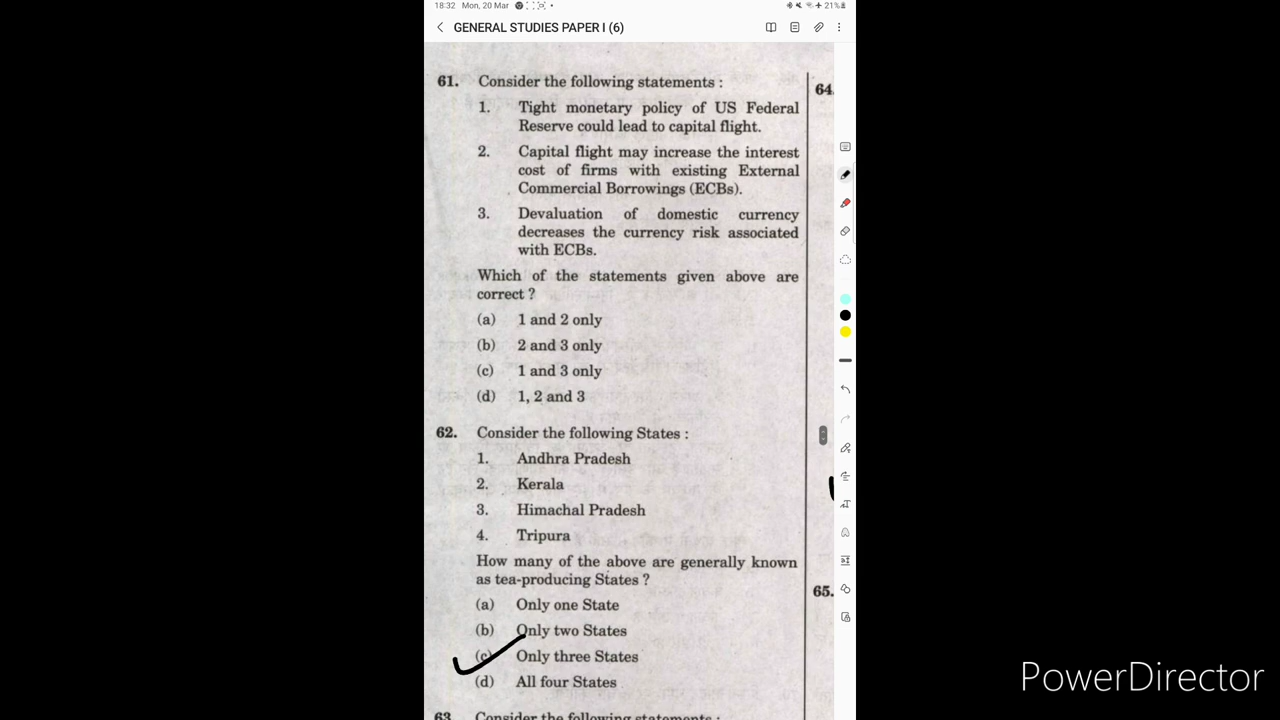 18:32 Mon, 20 Mar
21%
GENERAL STUDIES PAPER I (6)
61. Consider the following statements :
1. Tight monetary policy of US Federal
Reserve could lead to capital flight.
2. Capital flight may increase the interest
cost of firms with existing External
Commercial Borrowings (ECBs).
3. Devaluation of domestic currency
decreases the currency risk associated
with ECBs.
Which of the statements given above are
correct ?
(a) 1 and 2 only
(b) 2 and 3 only
(c) 1 and 3 only
(d) 1, 2 and 3
62. Consider the following States :
1. Andhra Pradesh
2. Kerala
3. Himachal Pradesh
4. Tripura
How many of the above are generally known
as tea-producing States ?
(a) Only one State
(b) Only two States
(c) Only three States
(d) All four States
63. Consider the following statements :
64.
65.
PowerDirector